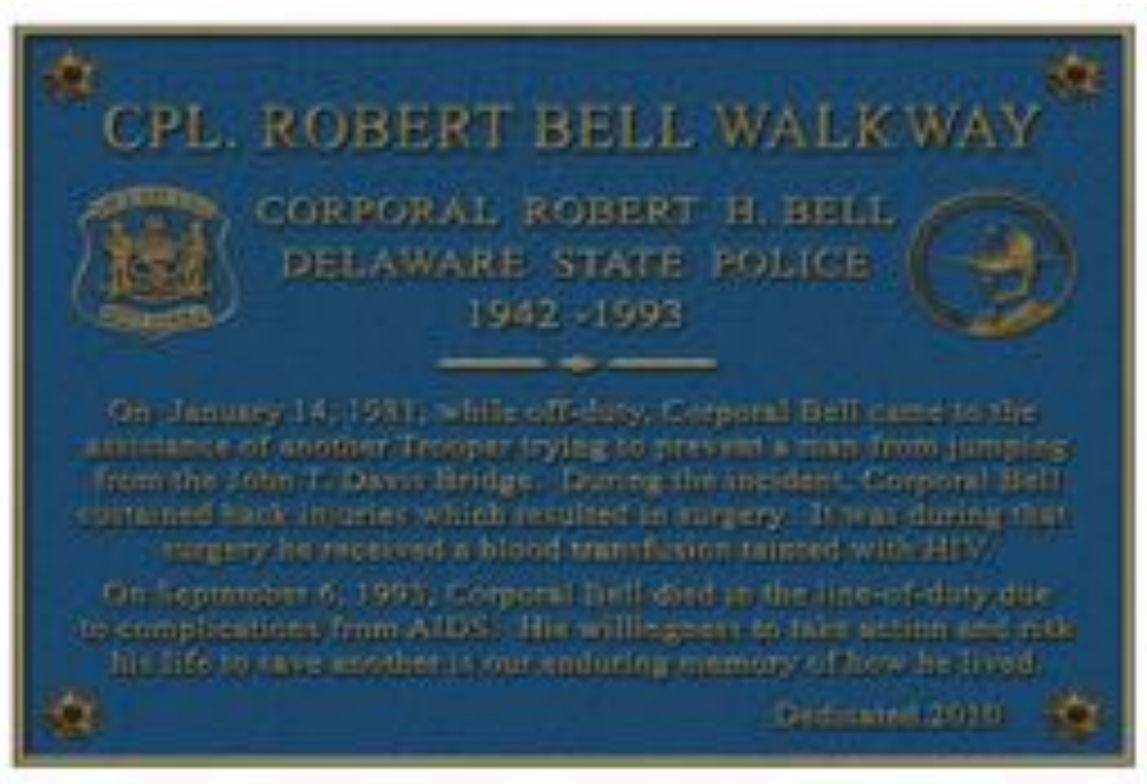 CPL. ROBERT BELL WALKWAY
CORPORAL ROBERT H. BELL
DELAWARE STATE POLICE
1942 - 1993
On January 14, 1981, while off-duty, Corporal Bell came to the
assistance of another Trooper trying to prevent a man from jumping
from the John T. Davis Bridge. During the incident, Corporal Bell
sustained back injuries which resulted in surgery. It was during that
surgery he received a blood transfusion tainted with HIV.
On September 6, 1993, Corporal Bell died in the line-of-duty due
to complications from AIDS. His willingness to take action and risk
his life to save another is our enduring memory of how he lived.
Dedicated 2010